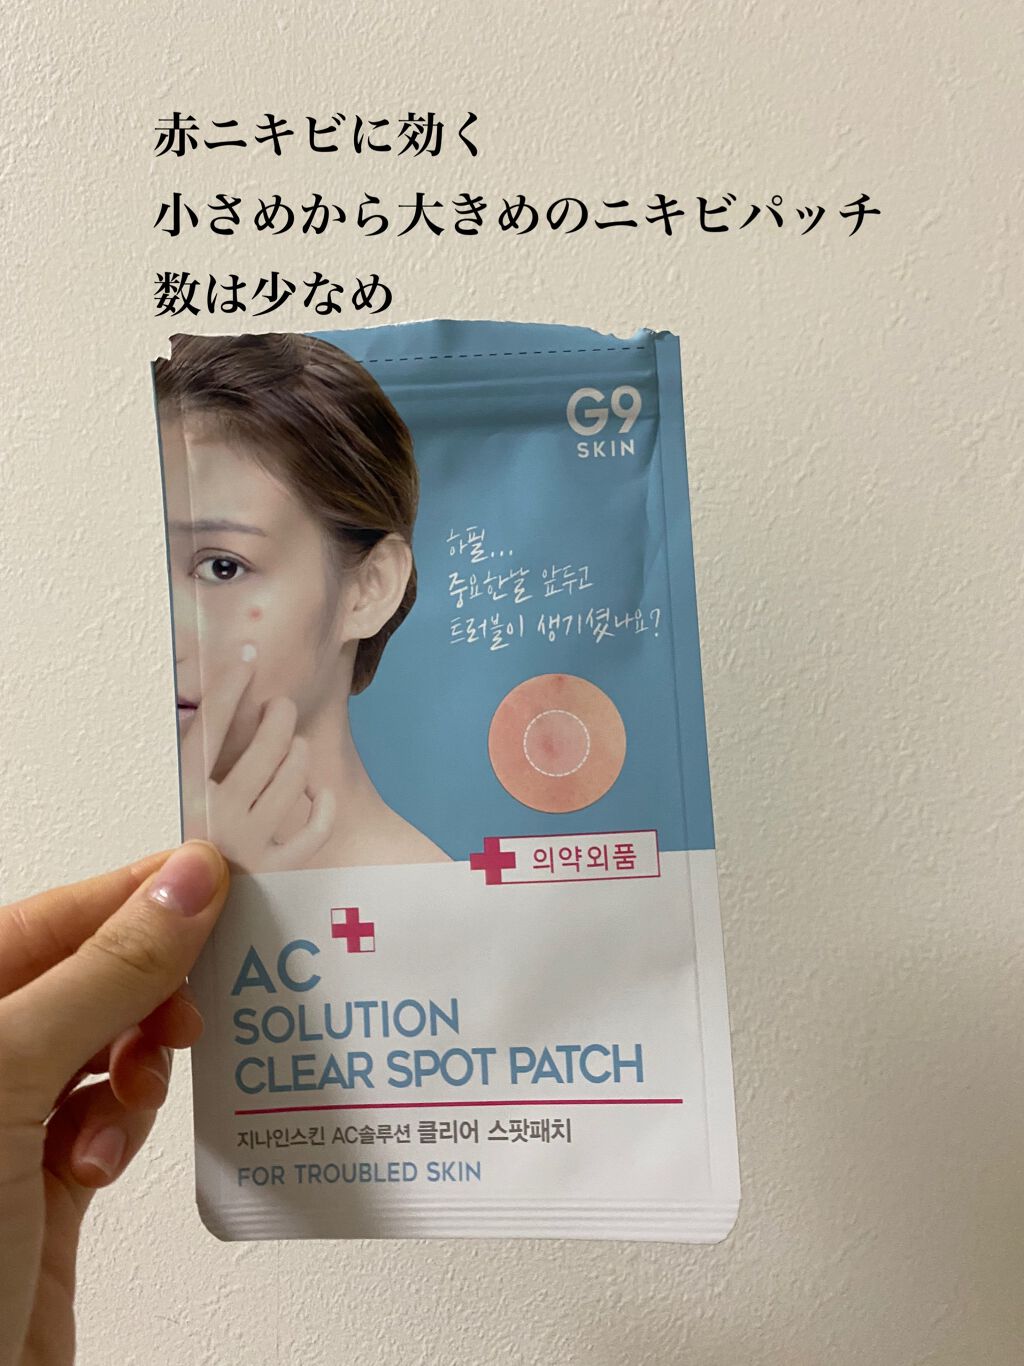 赤ニキビに効く
小さめから大きめのニキビパッチ
数は少なめ
G9
SKIN
하필...
중요한날 앞두고
트러블이 생기셨나요?
의약외품
AC
SOLUTION
CLEAR SPOT PATCH
지나인스킨 AC솔루션 클리어 스팟패치
FOR TROUBLED SKIN